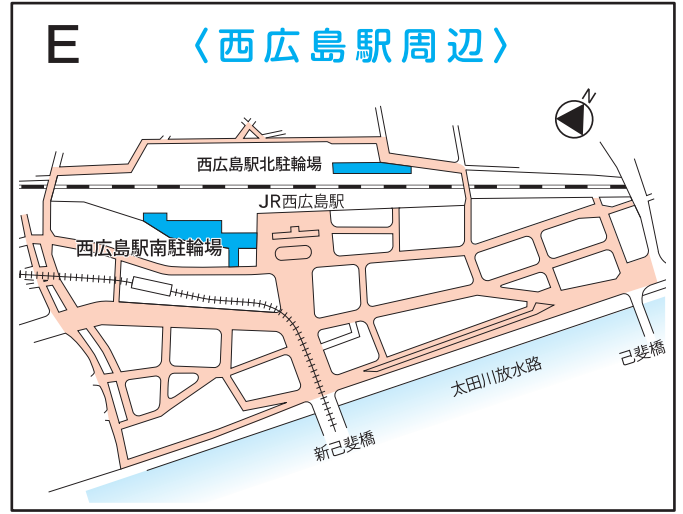 E
〈西広島駅周辺〉
N
西広島駅北駐輪場
JR西広島駅
西広島駅南駐輪場
己斐橋
太田川放水路
新己斐橋